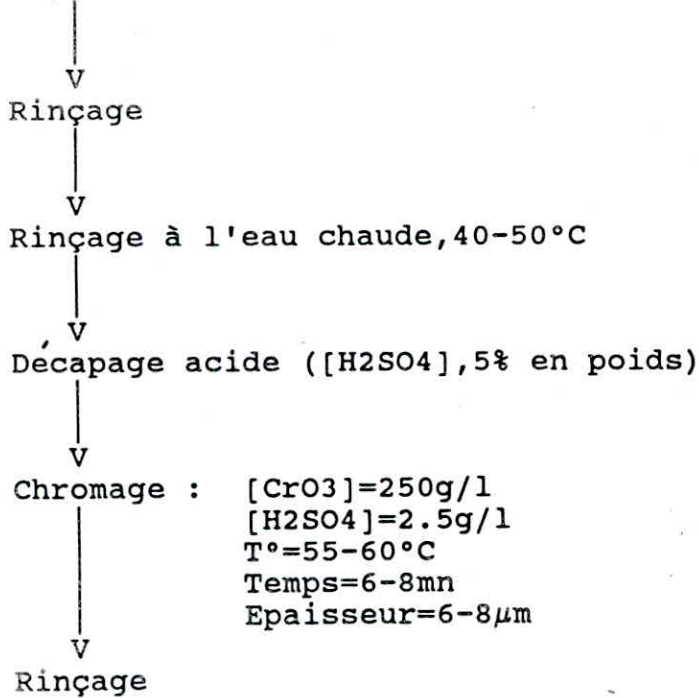 V
Rinçage
V
Rinçage à l'eau chaude,40-50°C
V
Décapage acide ([H2SO4],5% en poids)
V
Chromage : [CrO3]=250g/l
[H2SO4]=2.5g/l
T°=55-60°C
Temps=6-8mn
Epaisseur=6-8µm
V
Rinçage